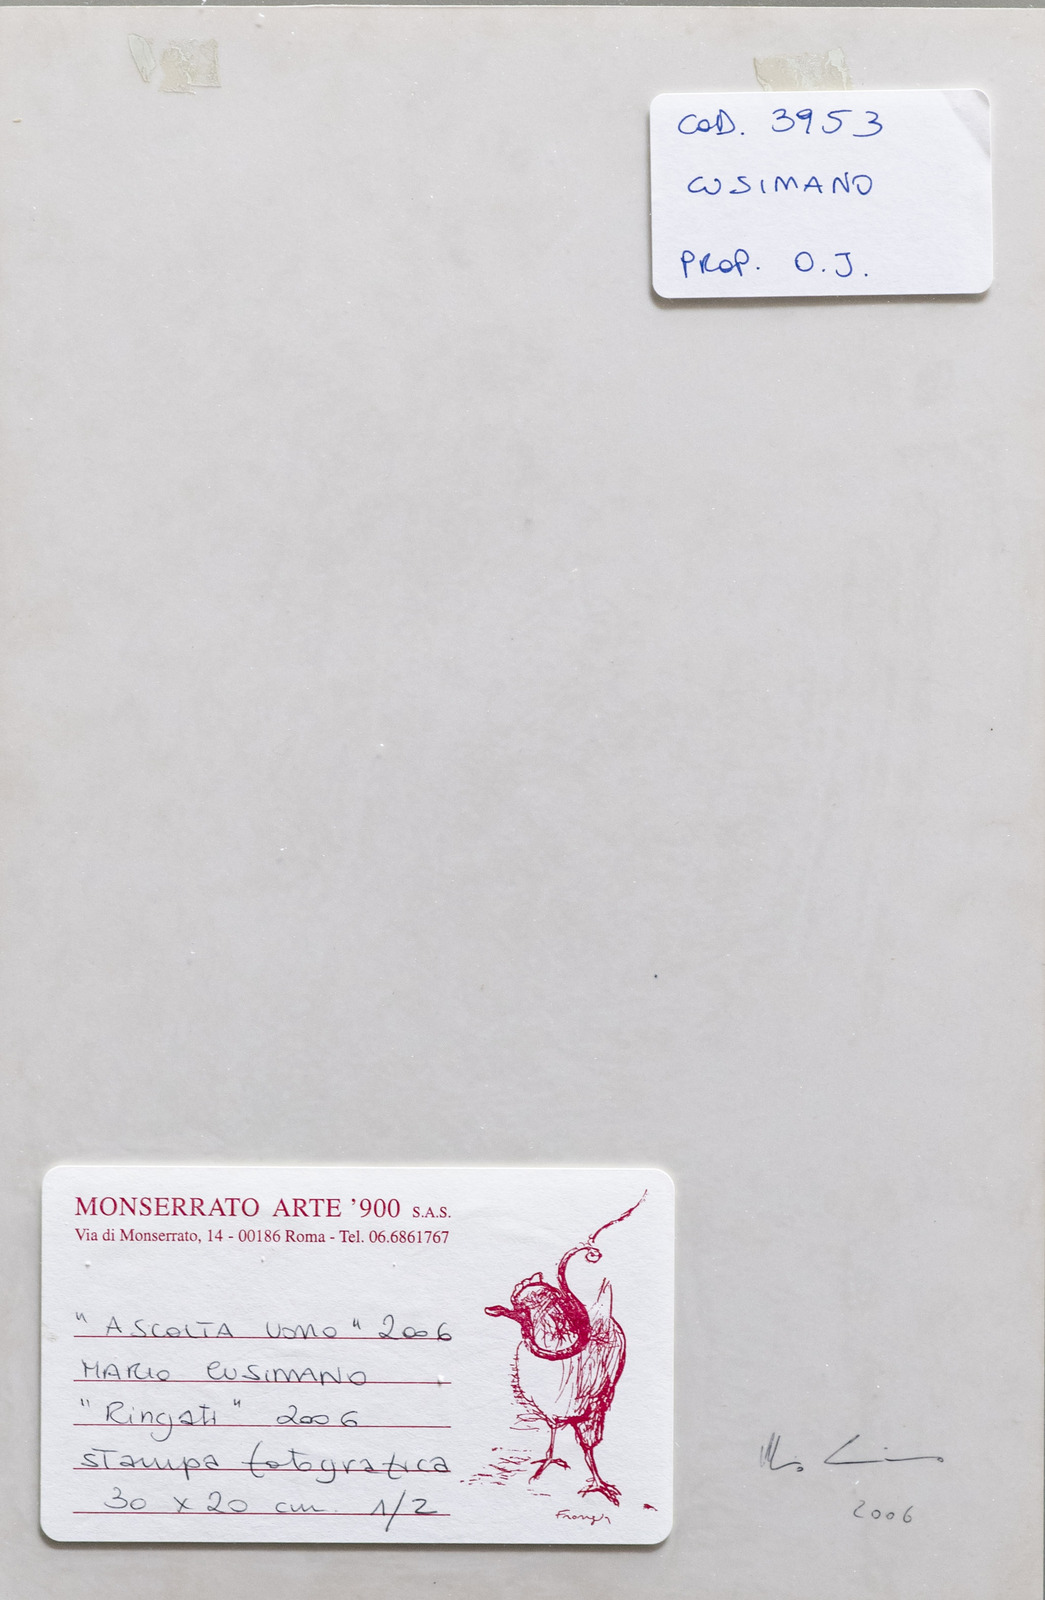 COD. 3953
CUSIMANO
PROP. O.J.
MONSERRATO ARTE '900 S.A.S.
Via di Monserrato, 14 - 00186 Roma - Tel. 06.6861767
"ASCOLTA UOMO" 2006
MARIO CUSIMANO
"Ringati" 2006
stampa fotografica
30 x 20 cm. 1/2
2006